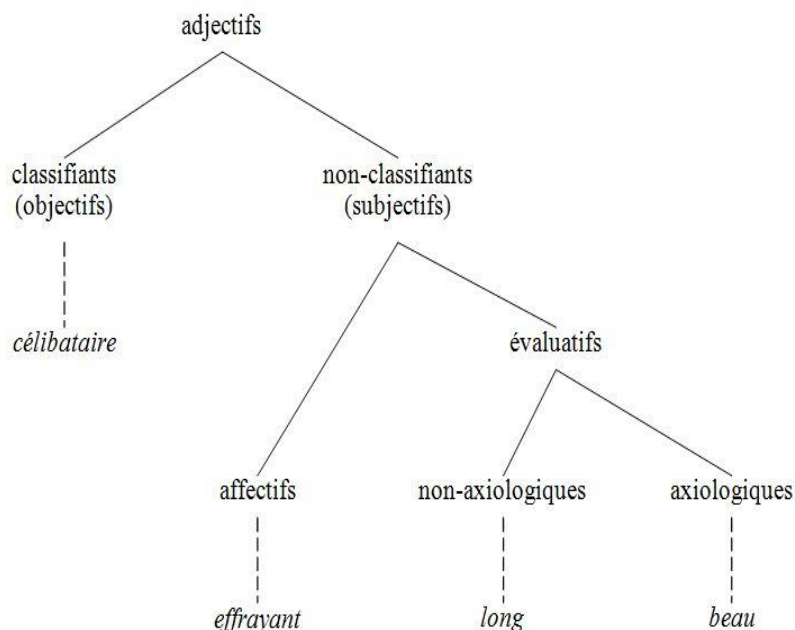 adjectifs
classifiants
(objectifs)
non-classifiants
(subjectifs)
célibataire
évaluatifs
affectifs
non-axiologiques
axiologiques
effrayant
long
beau